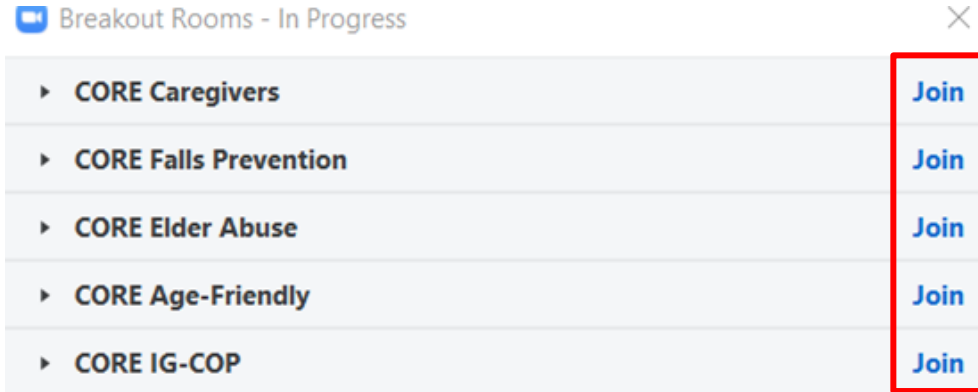 Breakout Rooms - In Progress
CORE Caregivers Join
CORE Falls Prevention Join
CORE Elder Abuse Join
CORE Age-Friendly Join
CORE IG-COP Join